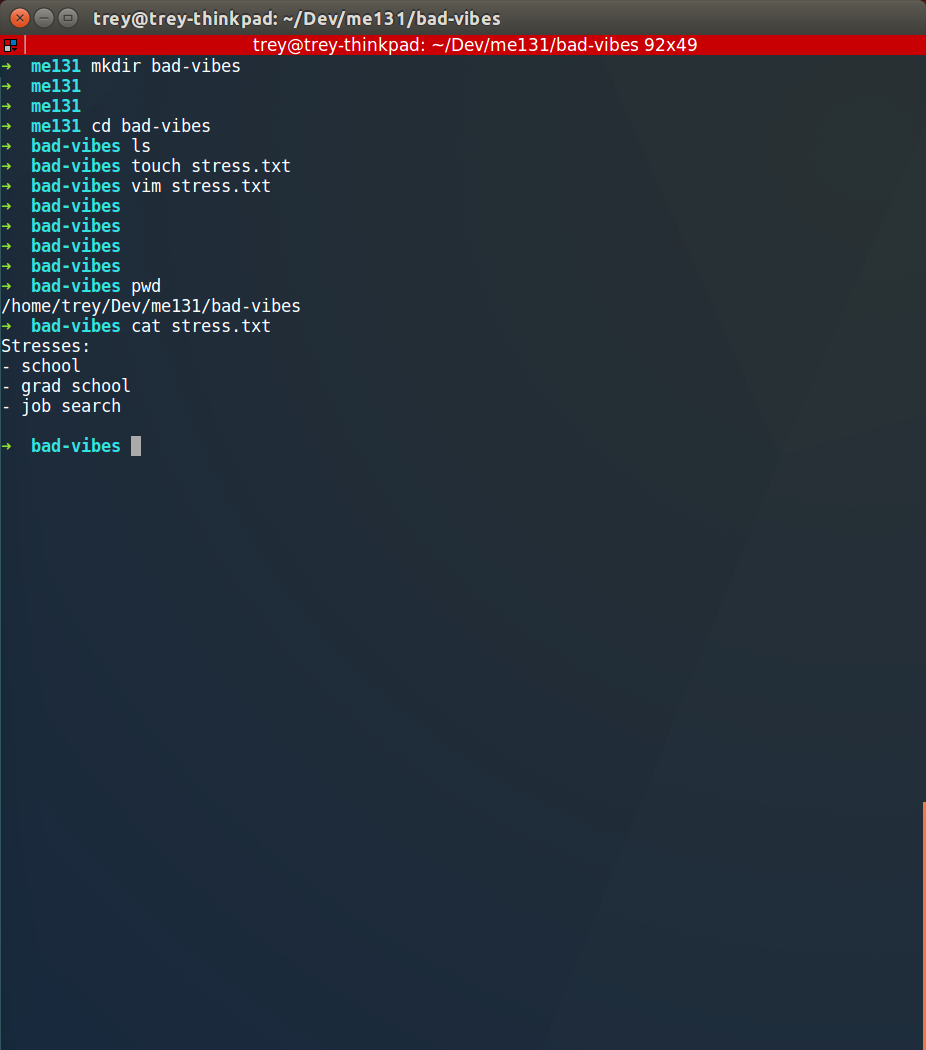 trey@trey-thinkpad: ~/Dev/me131/bad-vibes
trey@trey-thinkpad: ~/Dev/me131/bad-vibes 92x49
➜  me131 mkdir bad-vibes
➜  me131
➜  me131
➜  me131 cd bad-vibes
➜  bad-vibes ls
➜  bad-vibes touch stress.txt
➜  bad-vibes vim stress.txt
➜  bad-vibes
➜  bad-vibes
➜  bad-vibes
➜  bad-vibes
➜  bad-vibes pwd
/home/trey/Dev/me131/bad-vibes
➜  bad-vibes cat stress.txt
Stresses:
- school
- grad school
- job search
➜  bad-vibes